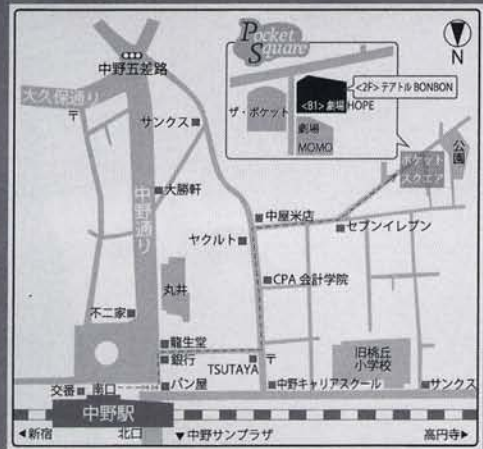 Pocket
Square
N
中野五差路
大久保通り
〒
サンクス
<2F> テアトル BONBON
<B1> 劇場 HOPE
ザ・ポケット
劇場
MOMO
公園
ポケット
スクエア
中野通り
大勝軒
中屋米店
セブンイレブン
ヤクルト
CPA 会計学院
丸井
不二家
龍生堂
銀行
TSUTAYA
〒
旧桃丘
小学校
交番
南口
パン屋
中野キャリアスクール
サンクス
中野駅
◀新宿
北口
▼中野サンプラザ
高円寺▶